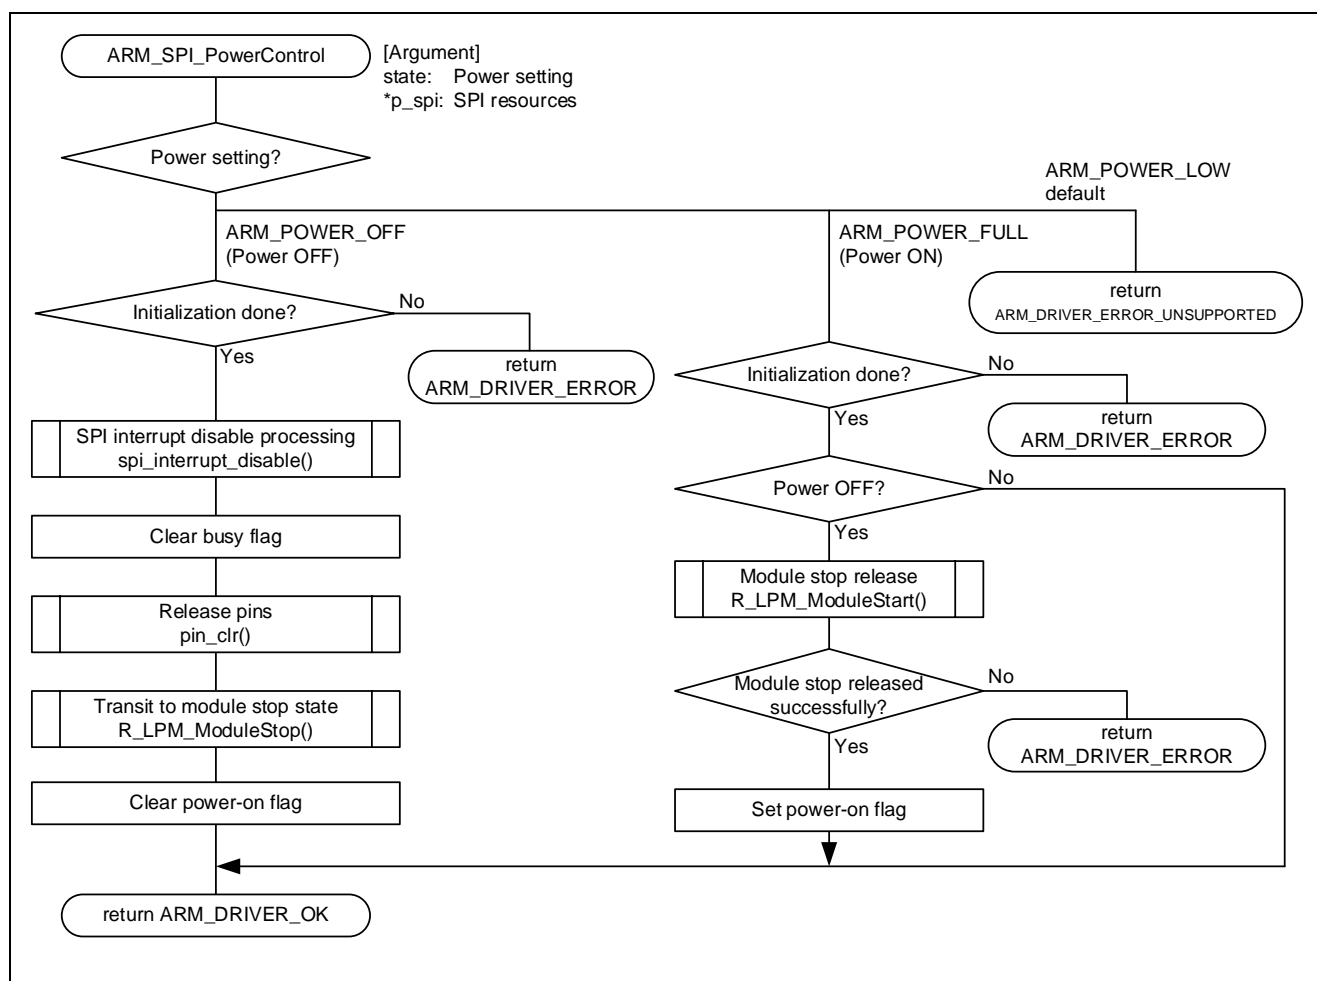 ARM_SPI_PowerControl
[Argument]
state: Power setting
*p_spi: SPI resources
Power setting?
ARM_POWER_LOW
default
ARM_POWER_OFF
(Power OFF)
ARM_POWER_FULL
(Power ON)
return
ARM_DRIVER_ERROR_UNSUPPORTED
Initialization done?
No
Yes
return
ARM_DRIVER_ERROR
Initialization done?
No
Yes
return
ARM_DRIVER_ERROR
SPI interrupt disable processing
spi_interrupt_disable()
Power OFF?
No
Yes
Clear busy flag
Module stop release
R_LPM_ModuleStart()
Release pins
pin_clr()
Module stop released
successfully?
No
Yes
return
ARM_DRIVER_ERROR
Transit to module stop state
R_LPM_ModuleStop()
Clear power-on flag
Set power-on flag
return ARM_DRIVER_OK